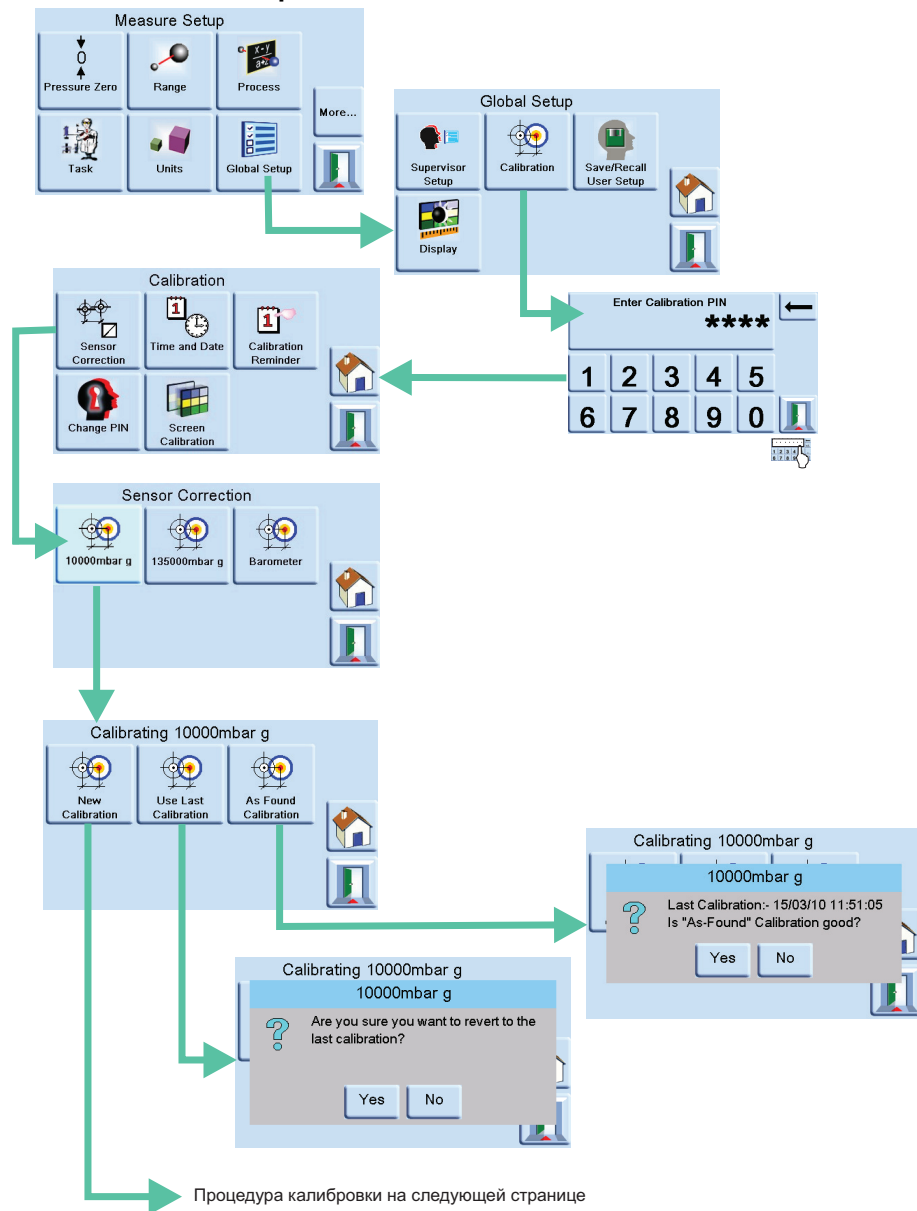 Measure Setup
0
Pressure Zero
Range
x-y
a+z
Process
More...
Task
Units
Global Setup
Global Setup
Supervisor
Setup
Calibration
Save/Recall
User Setup
Display
Enter Calibration PIN
****
1 2 3 4 5
6 7 8 9 0
Calibration
Sensor
Correction
1
Time and Date
1
Calibration
Reminder
Change PIN
Screen
Calibration
Sensor Correction
10000mbar g
135000mbar g
Barometer
Calibrating 10000mbar g
New
Calibration
Use Last
Calibration
As Found
Calibration
Calibrating 10000mbar g
10000mbar g
Last Calibration:- 15/03/10 11:51:05
Is "As-Found" Calibration good?
Yes No
Calibrating 10000mbar g
10000mbar g
Are you sure you want to revert to the
last calibration?
Yes No
Процедура калибровки на следующей странице